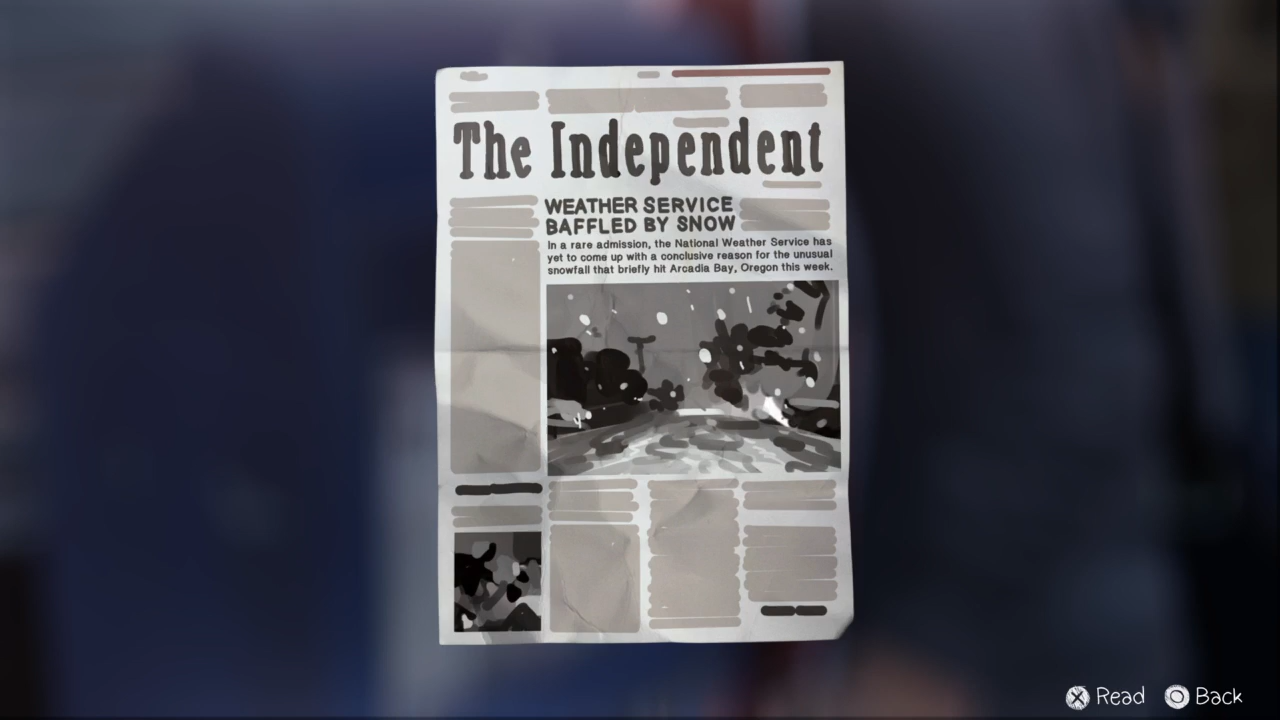 The Independent
WEATHER SERVICE
BAFFLED BY SNOW
In a rare admission, the National Weather Service has
yet to come up with a conclusive reason for the unusual
snowfall that briefly hit Arcadia Bay, Oregon this week.
Read Back